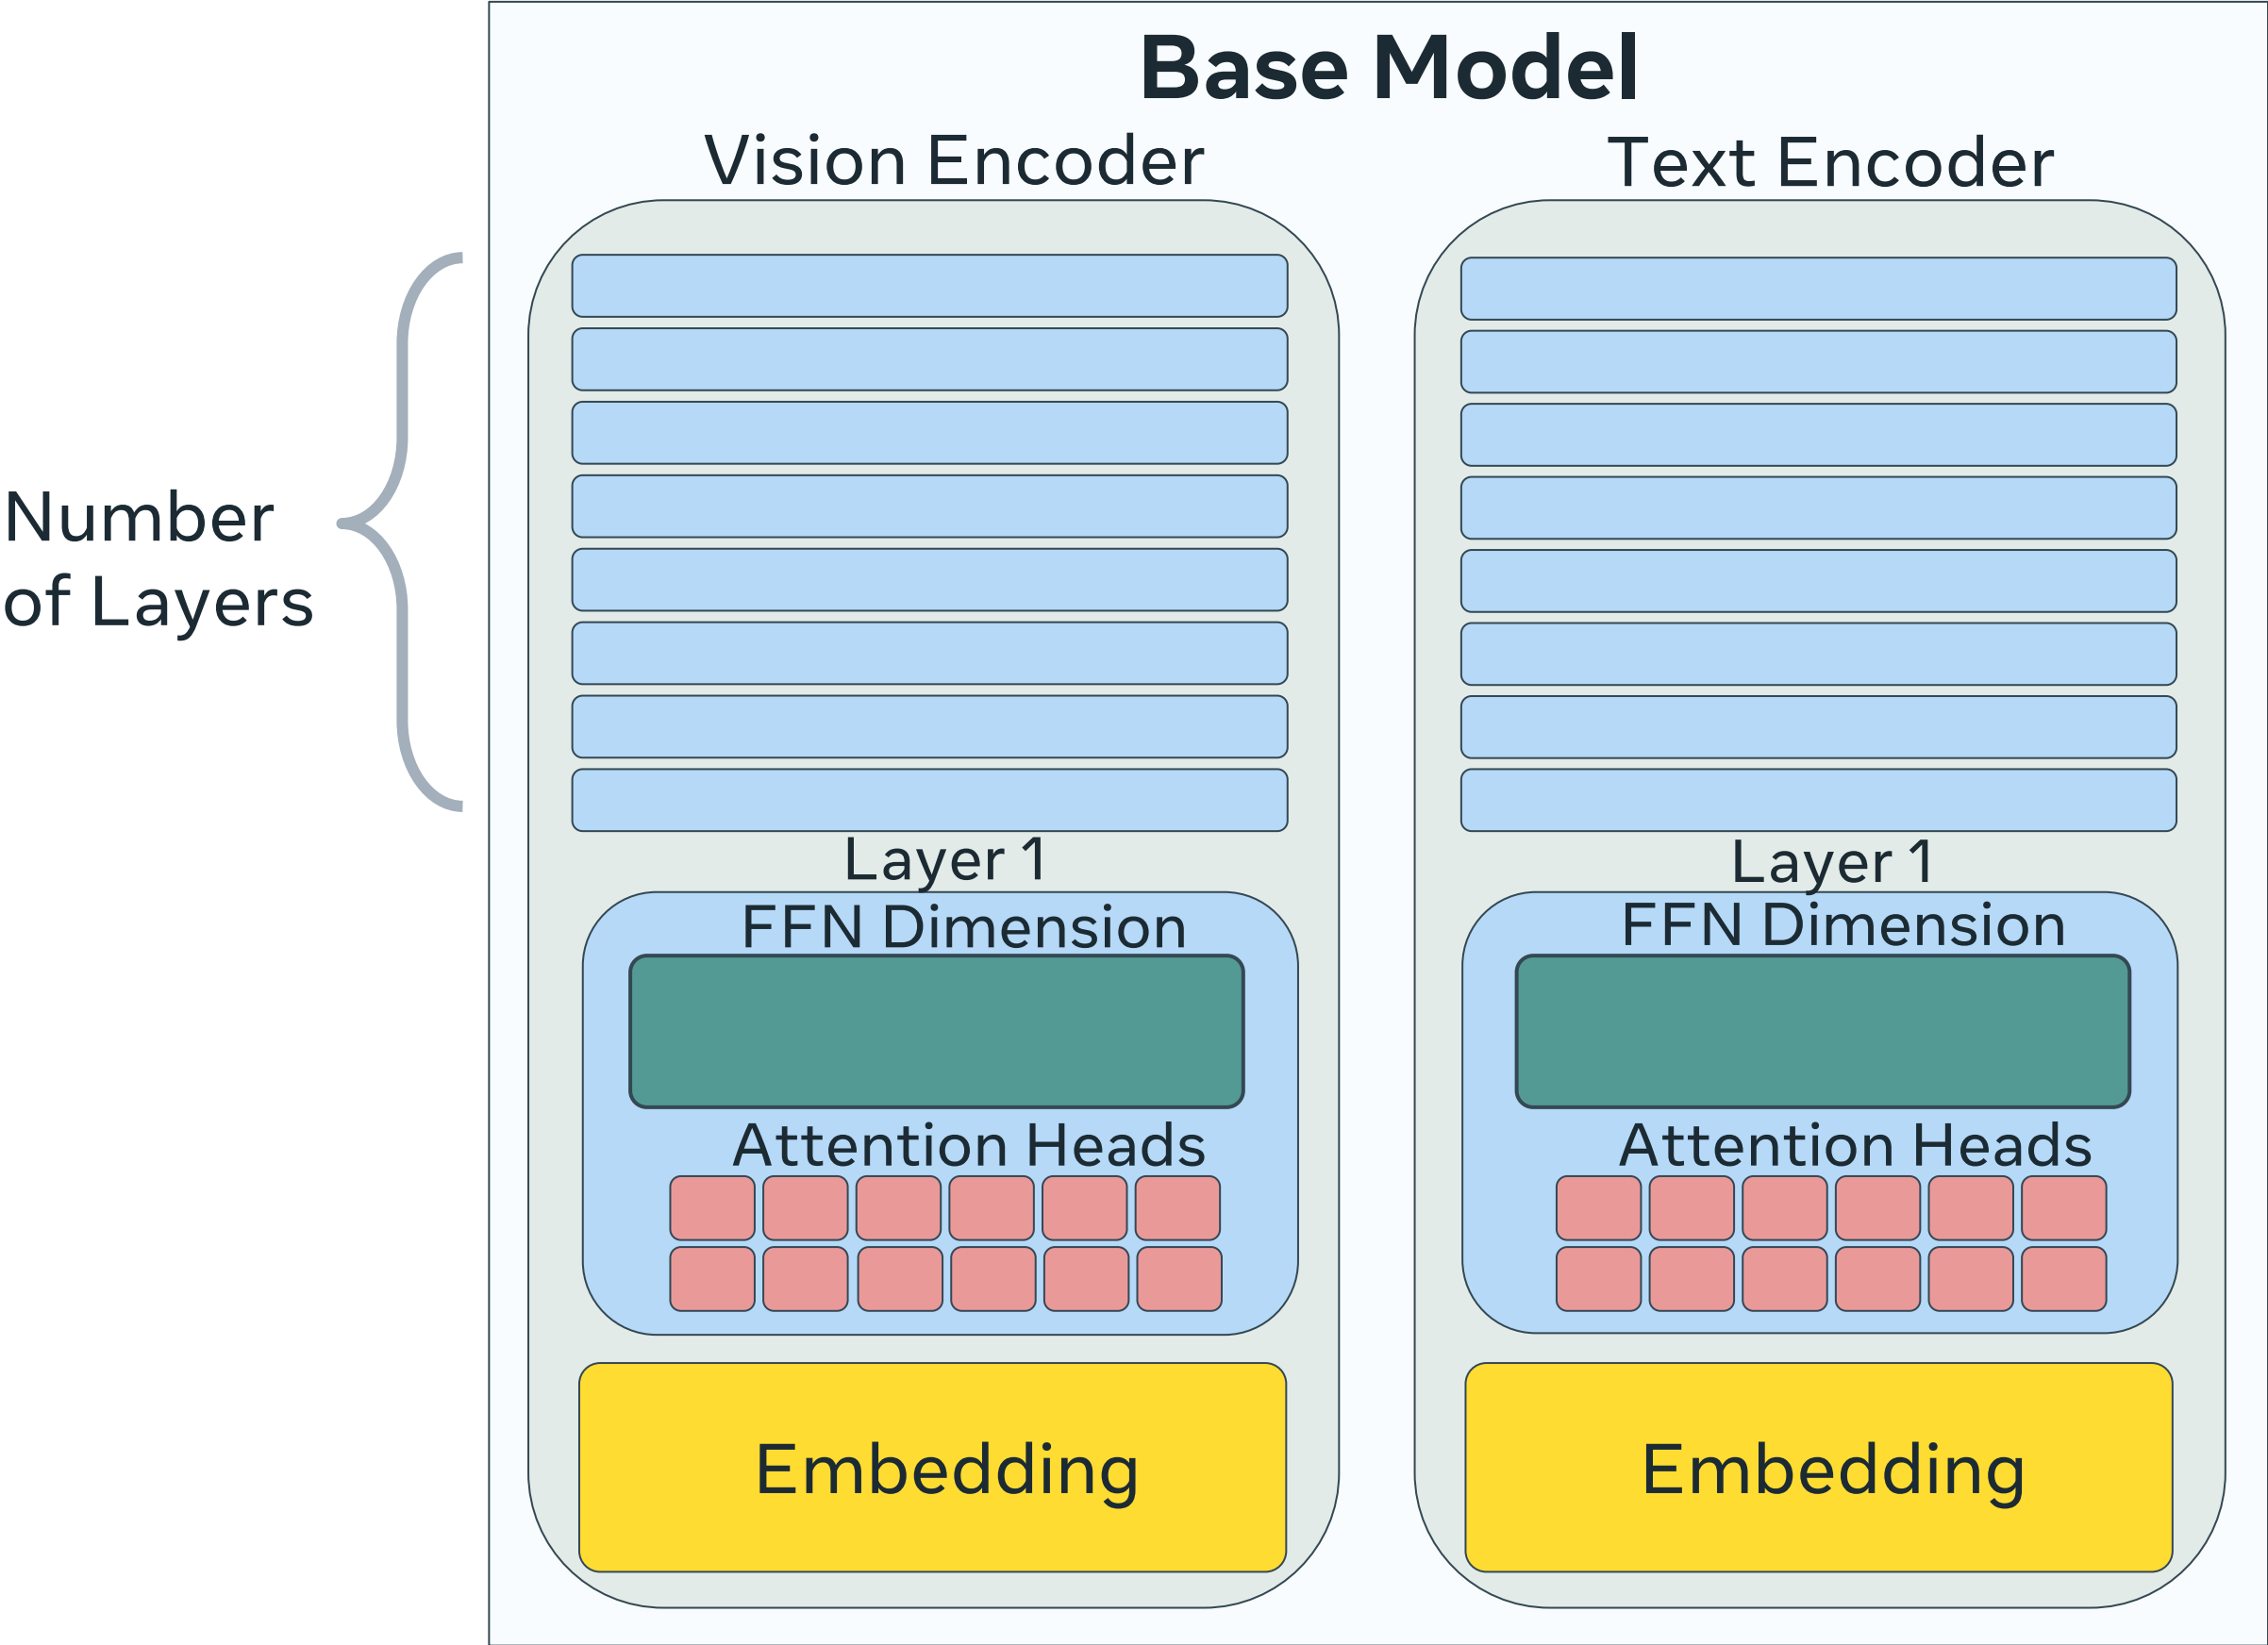 Base Model
Vision Encoder
Text Encoder
Number
of Layers
Layer 1
FFN Dimension
Attention Heads
Embedding
Layer 1
FFN Dimension
Attention Heads
Embedding